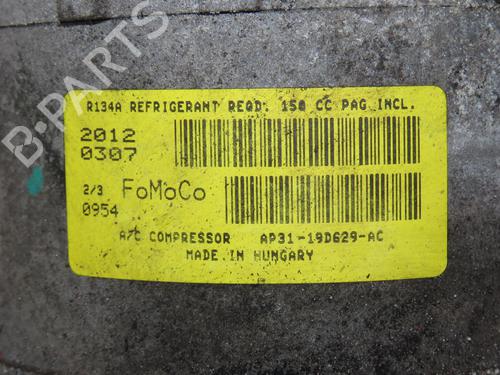 B-PARTS
R134A REFRIGERANT REQD. 150 CC PAG INCL.
2012
0307
2/3 FoMoCo
0954
A/C COMPRESSOR AP31-19D629-AC
MADE IN HUNGARY